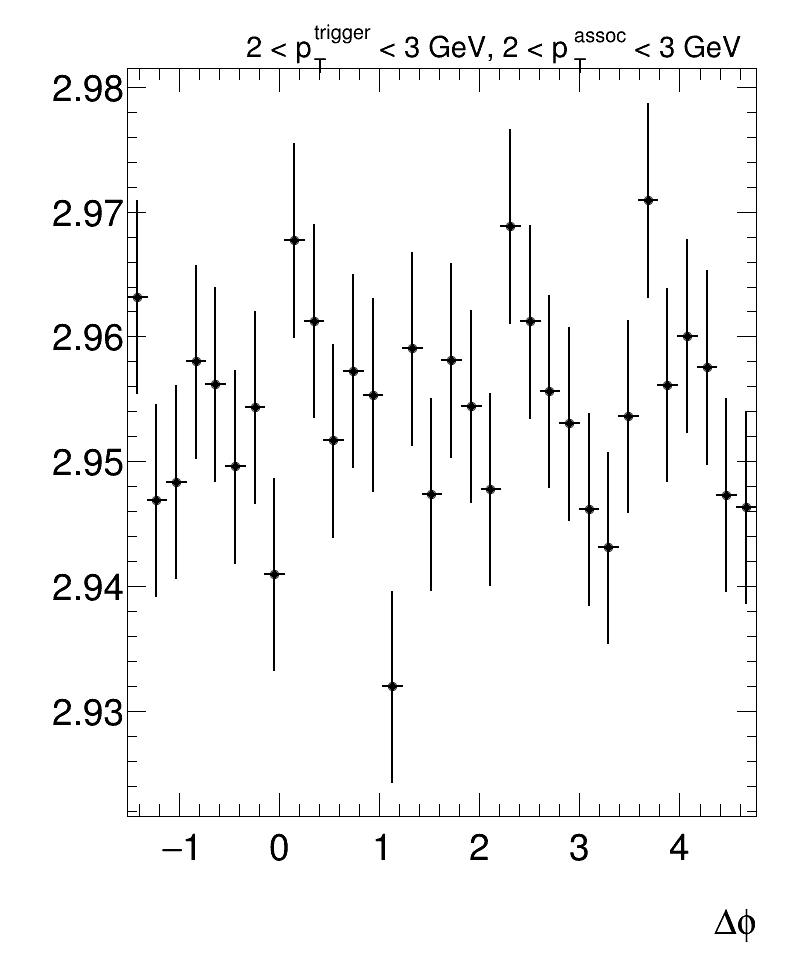 2 < p_T^trigger < 3 GeV, 2 < p_T^assoc < 3 GeV
2.98
2.97
2.96
2.95
2.94
2.93
−1 0 1 2 3 4
Δϕ